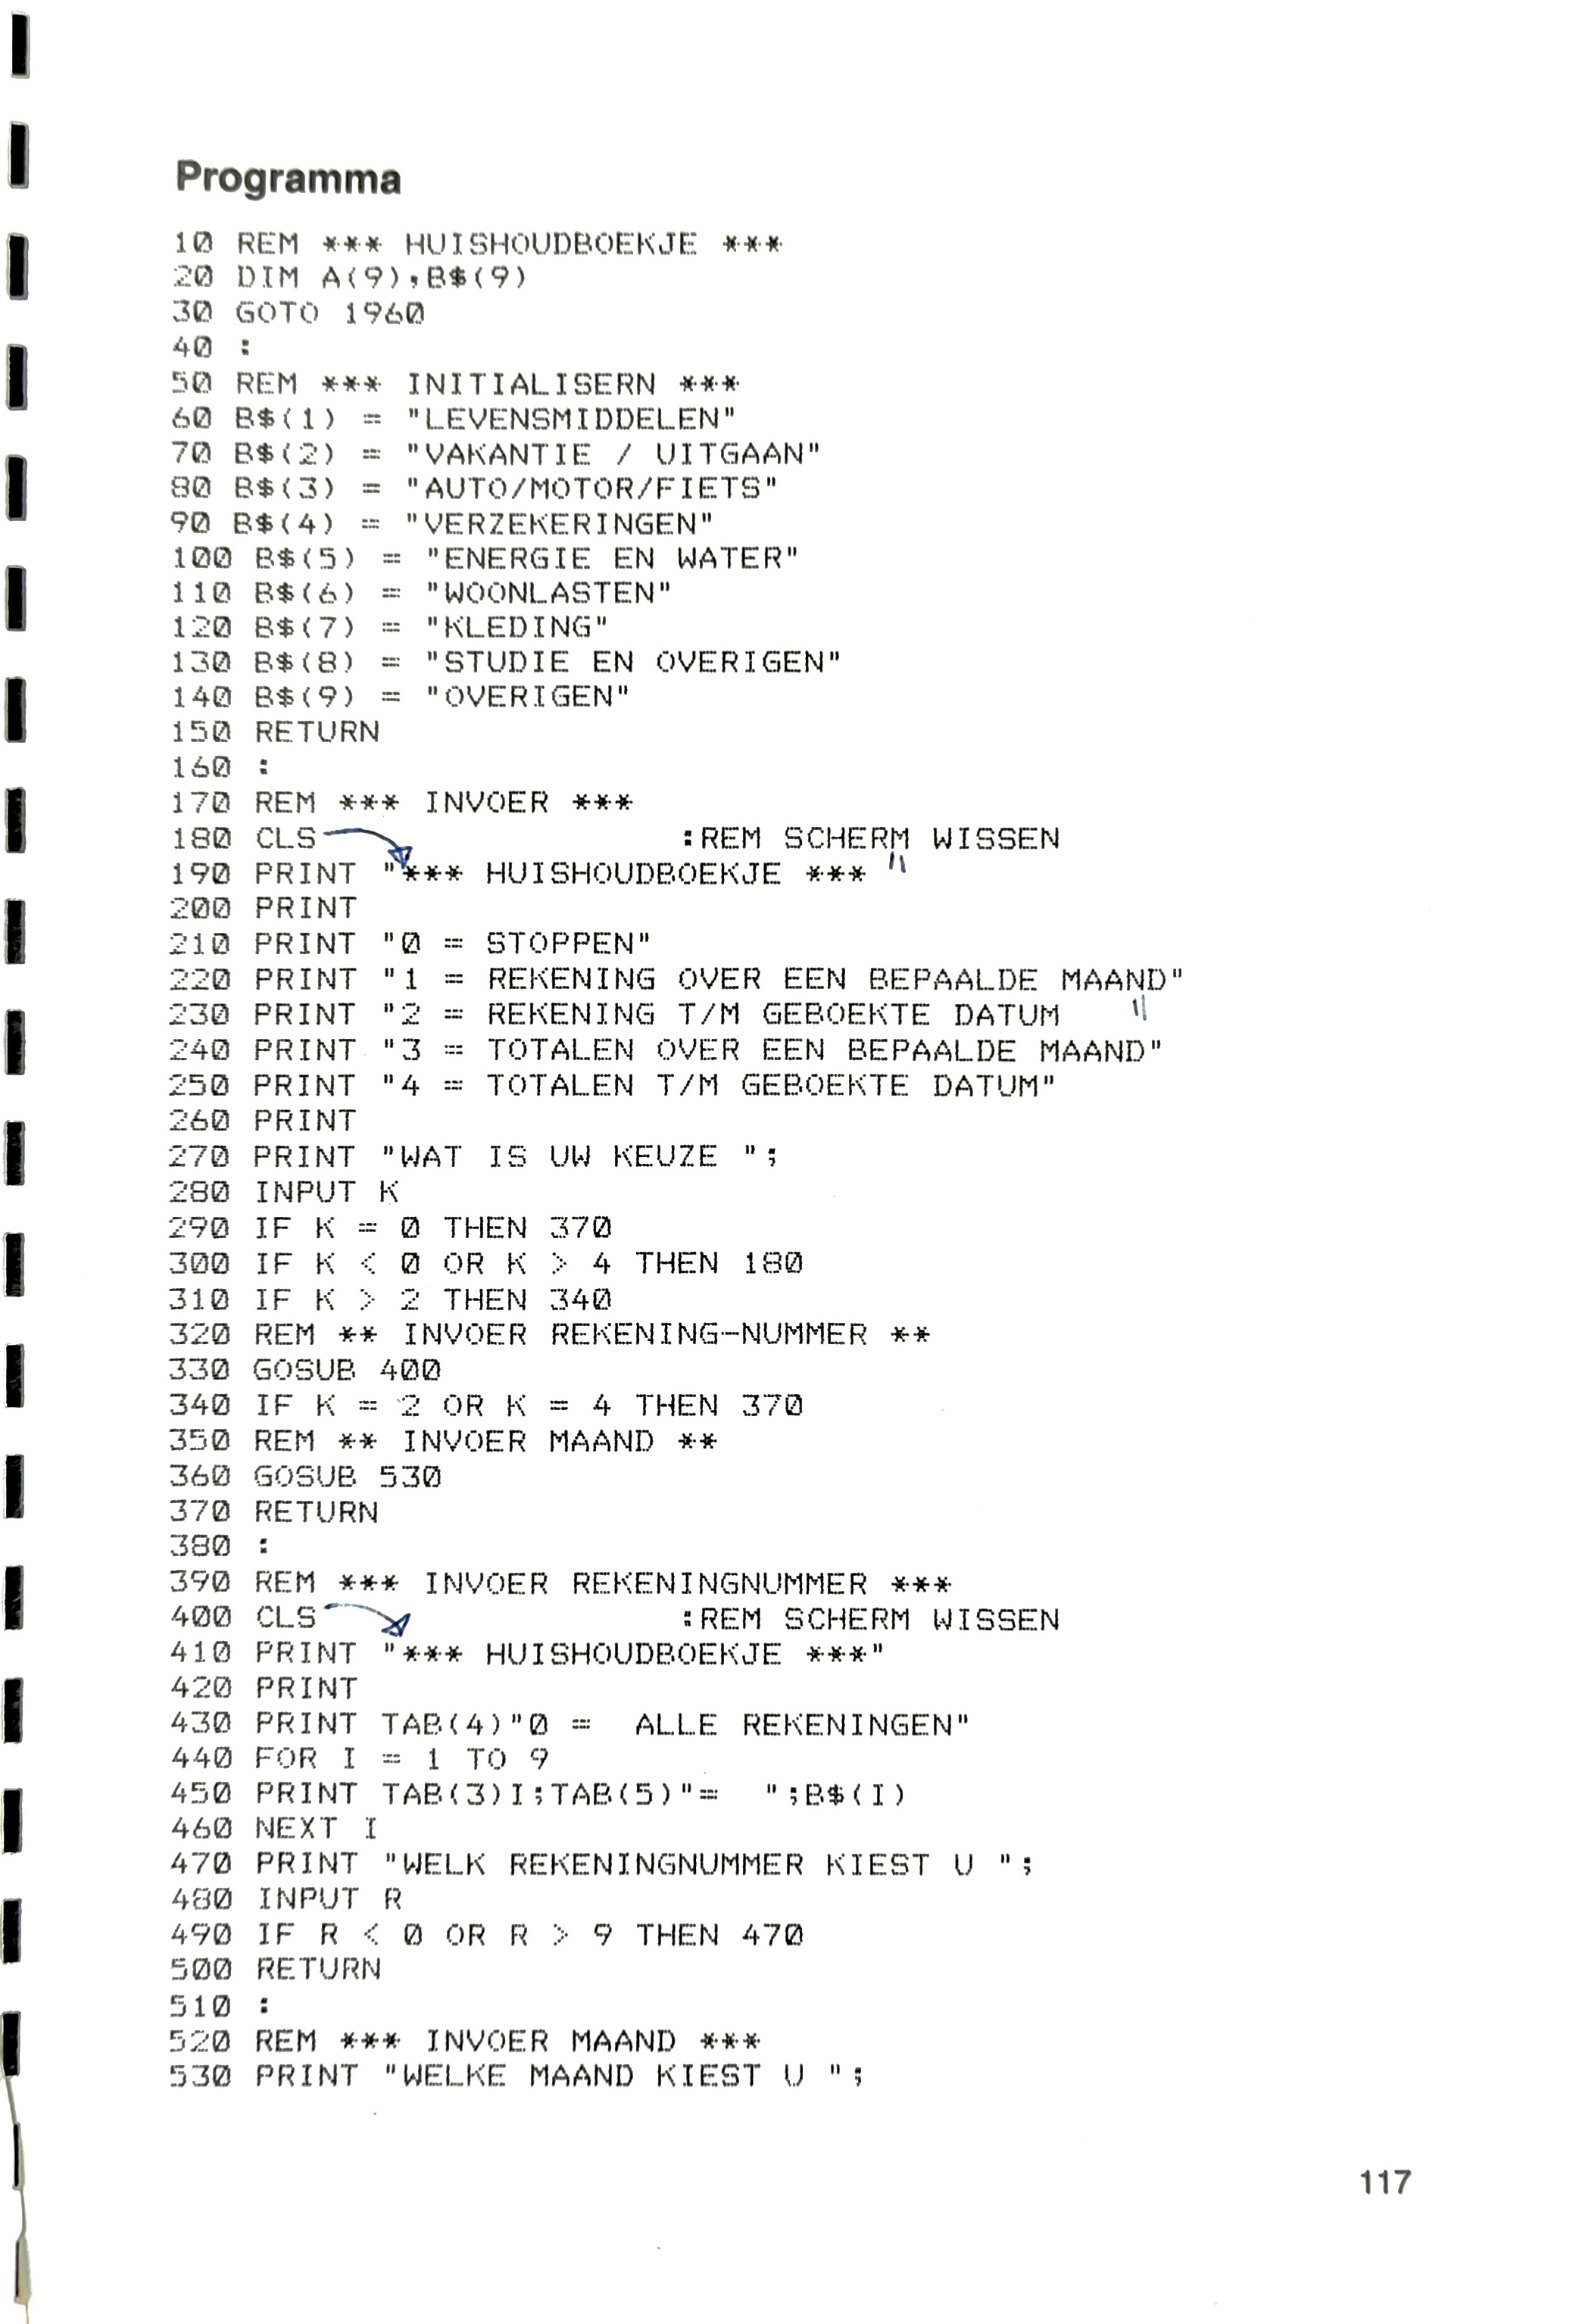 Programma
10 REM *** HUISHOUDBOEKJE ***
20 DIM A(9),B$(9)
30 GOTO 1960
40 :
50 REM *** INITIALISERN ***
60 B$(1) = "LEVENSMIDDELEN"
70 B$(2) = "VAKANTIE / UITGAAN"
80 B$(3) = "AUTO/MOTOR/FIETS"
90 B$(4) = "VERZEKERINGEN"
100 B$(5) = "ENERGIE EN WATER"
110 B$(6) = "WOONLASTEN"
120 B$(7) = "KLEDING"
130 B$(8) = "STUDIE EN OVERIGEN"
140 B$(9) = "OVERIGEN"
150 RETURN
160 :
170 REM *** INVOER ***
180 CLS                 :REM SCHERM WISSEN
190 PRINT "*** HUISHOUDBOEKJE *** "
200 PRINT
210 PRINT "0 = STOPPEN"
220 PRINT "1 = REKENING OVER EEN BEPAALDE MAAND"
230 PRINT "2 = REKENING T/M GEBOEKTE DATUM   "
240 PRINT "3 = TOTALEN OVER EEN BEPAALDE MAAND"
250 PRINT "4 = TOTALEN T/M GEBOEKTE DATUM"
260 PRINT
270 PRINT "WAT IS UW KEUZE ";
280 INPUT K
290 IF K = 0 THEN 370
300 IF K < 0 OR K > 4 THEN 180
310 IF K > 2 THEN 340
320 REM ** INVOER REKENING-NUMMER **
330 GOSUB 400
340 IF K = 2 OR K = 4 THEN 370
350 REM ** INVOER MAAND **
360 GOSUB 530
370 RETURN
380 :
390 REM *** INVOER REKENINGNUMMER ***
400 CLS                 :REM SCHERM WISSEN
410 PRINT "*** HUISHOUDBOEKJE ***"
420 PRINT
430 PRINT TAB(4)"0 =  ALLE REKENINGEN"
440 FOR I = 1 TO 9
450 PRINT TAB(3)I;TAB(5)"=  ";B$(I)
460 NEXT I
470 PRINT "WELK REKENINGNUMMER KIEST U ";
480 INPUT R
490 IF R < 0 OR R > 9 THEN 470
500 RETURN
510 :
520 REM *** INVOER MAAND ***
530 PRINT "WELKE MAAND KIEST U ";
117